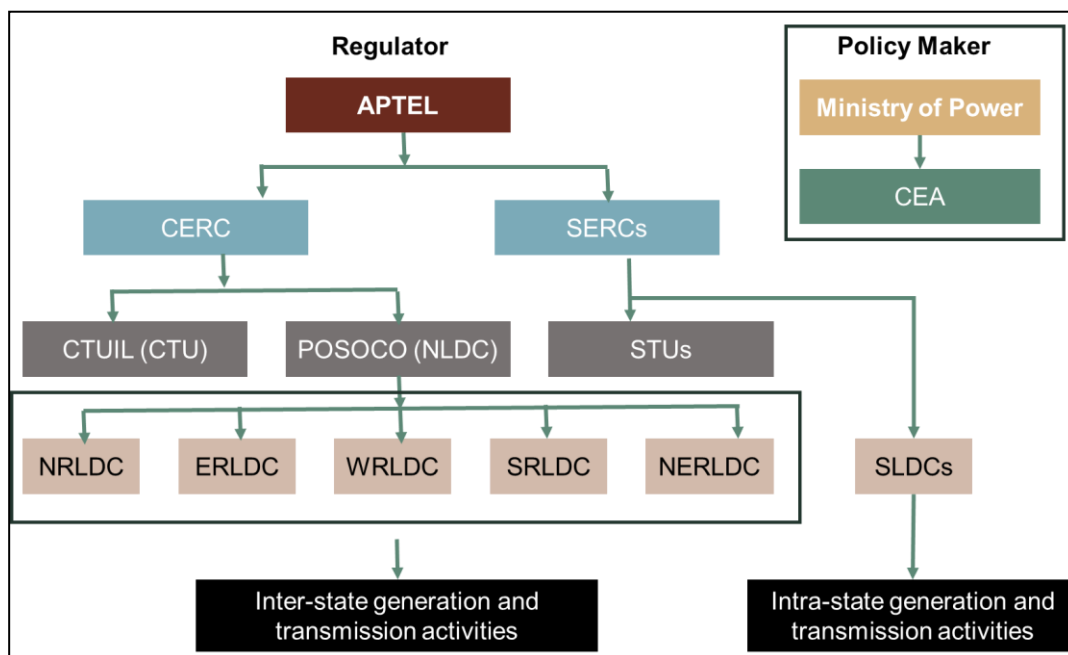 Regulator
Policy Maker
APTEL
Ministry of Power
CEA
CERC
SERCs
CTUIL (CTU)
POSOCO (NLDC)
STUs
NRLDC
ERLDC
WRLDC
SRLDC
NERLDC
SLDCs
Inter-state generation and
transmission activities
Intra-state generation and
transmission activities